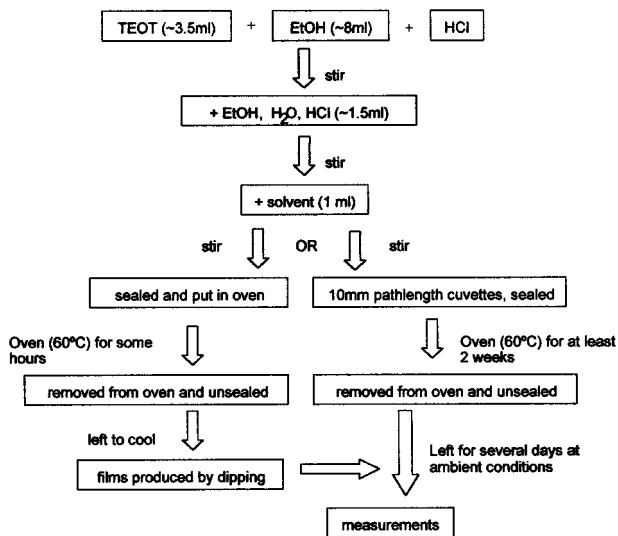 TEOT (~3.5ml) + EtOH (~8ml) + HCl
stir
+ EtOH, H2O, HCl (~1.5ml)
stir
+ solvent (1 ml)
stir OR stir
sealed and put in oven
10mm pathlength cuvettes, sealed
Oven (60ºC) for some
hours
Oven (60ºC) for at least
2 weeks
removed from oven and unsealed
removed from oven and unsealed
left to cool
Left for several days at
ambient conditions
films produced by dipping
measurements